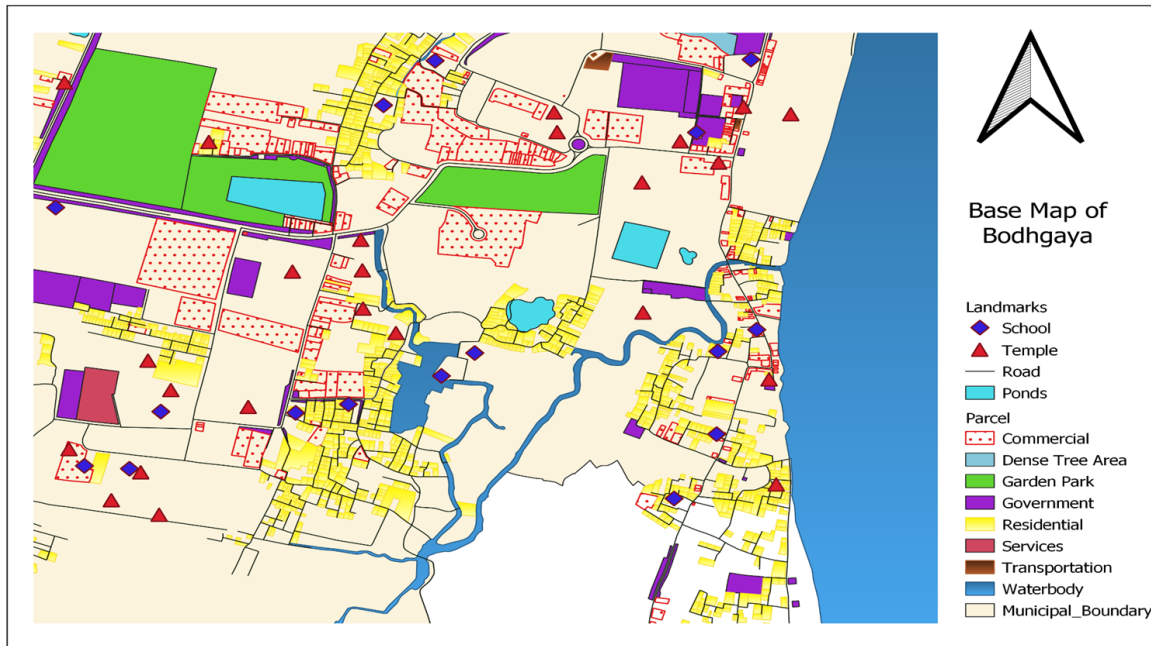 Base Map of
Bodhgaya
Landmarks
School
Temple
Road
Ponds
Parcel
Commercial
Dense Tree Area
Garden Park
Government
Residential
Services
Transportation
Waterbody
Municipal_Boundary